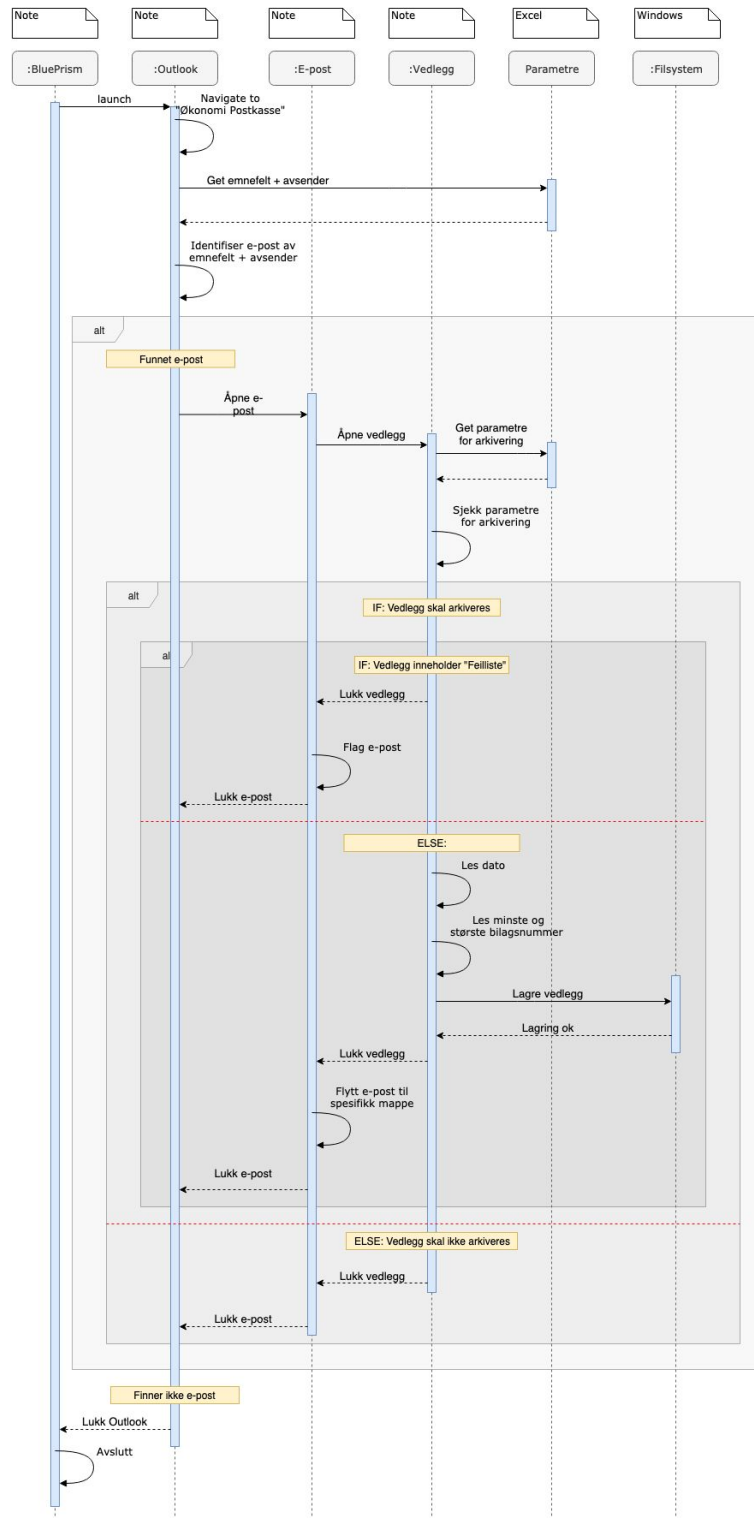 Note
Note
Note
Note
Excel
Windows
:BluePrism
:Outlook
:E-post
:Vedlegg
Parametre
:Filsystem
launch
Navigate to
"Økonomi Postkasse"
Get emnefelt + avsender
Identifiser e-post av
emnefelt + avsender
alt
Funnet e-post
Åpne e-
post
Åpne vedlegg
Get parametre
for arkivering
Sjekk parametre
for arkivering
alt
IF: Vedlegg skal arkiveres
alt
IF: Vedlegg inneholder "Feilliste"
Lukk vedlegg
Flag e-post
Lukk e-post
ELSE:
Les dato
Les minste og
største bilagsnummer
Lagre vedlegg
Lagring ok
Lukk vedlegg
Flytt e-post til
spesifikk mappe
Lukk e-post
ELSE: Vedlegg skal ikke arkiveres
Lukk vedlegg
Lukk e-post
Finner ikke e-post
Lukk Outlook
Avslutt